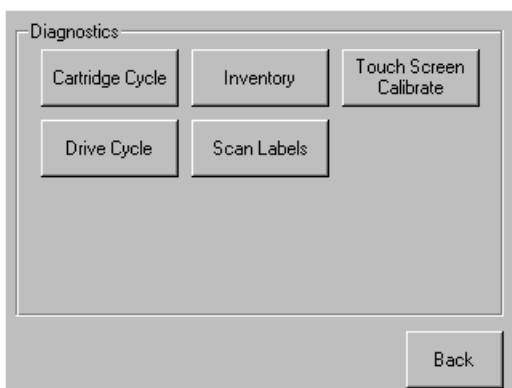 Diagnostics
Cartridge Cycle
Inventory
Touch Screen
Calibrate
Drive Cycle
Scan Labels
Back